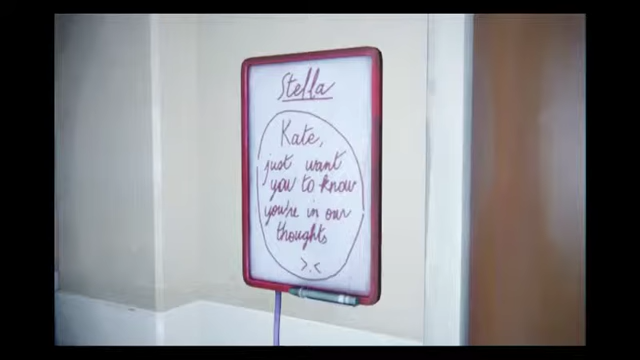 Stella
Kate,
just want
you to know
you're in our
thoughts
>.<